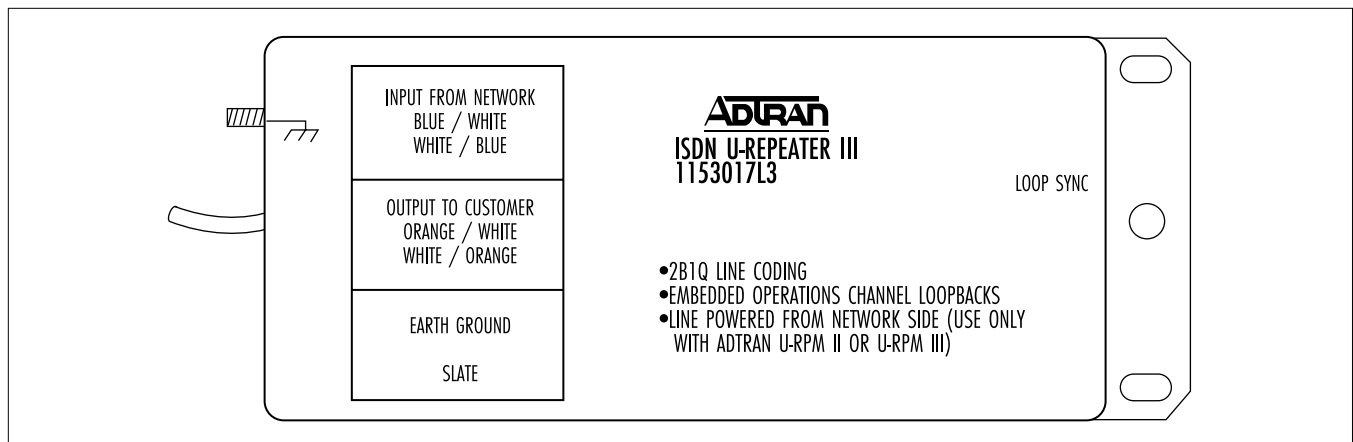 INPUT FROM NETWORK
BLUE / WHITE
WHITE / BLUE
OUTPUT TO CUSTOMER
ORANGE / WHITE
WHITE / ORANGE
EARTH GROUND
SLATE
ADTRAN
ISDN U-REPEATER III
1153017L3
LOOP SYNC
•2B1Q LINE CODING
•EMBEDDED OPERATIONS CHANNEL LOOPBACKS
•LINE POWERED FROM NETWORK SIDE (USE ONLY
WITH ADTRAN U-RPM II OR U-RPM III)